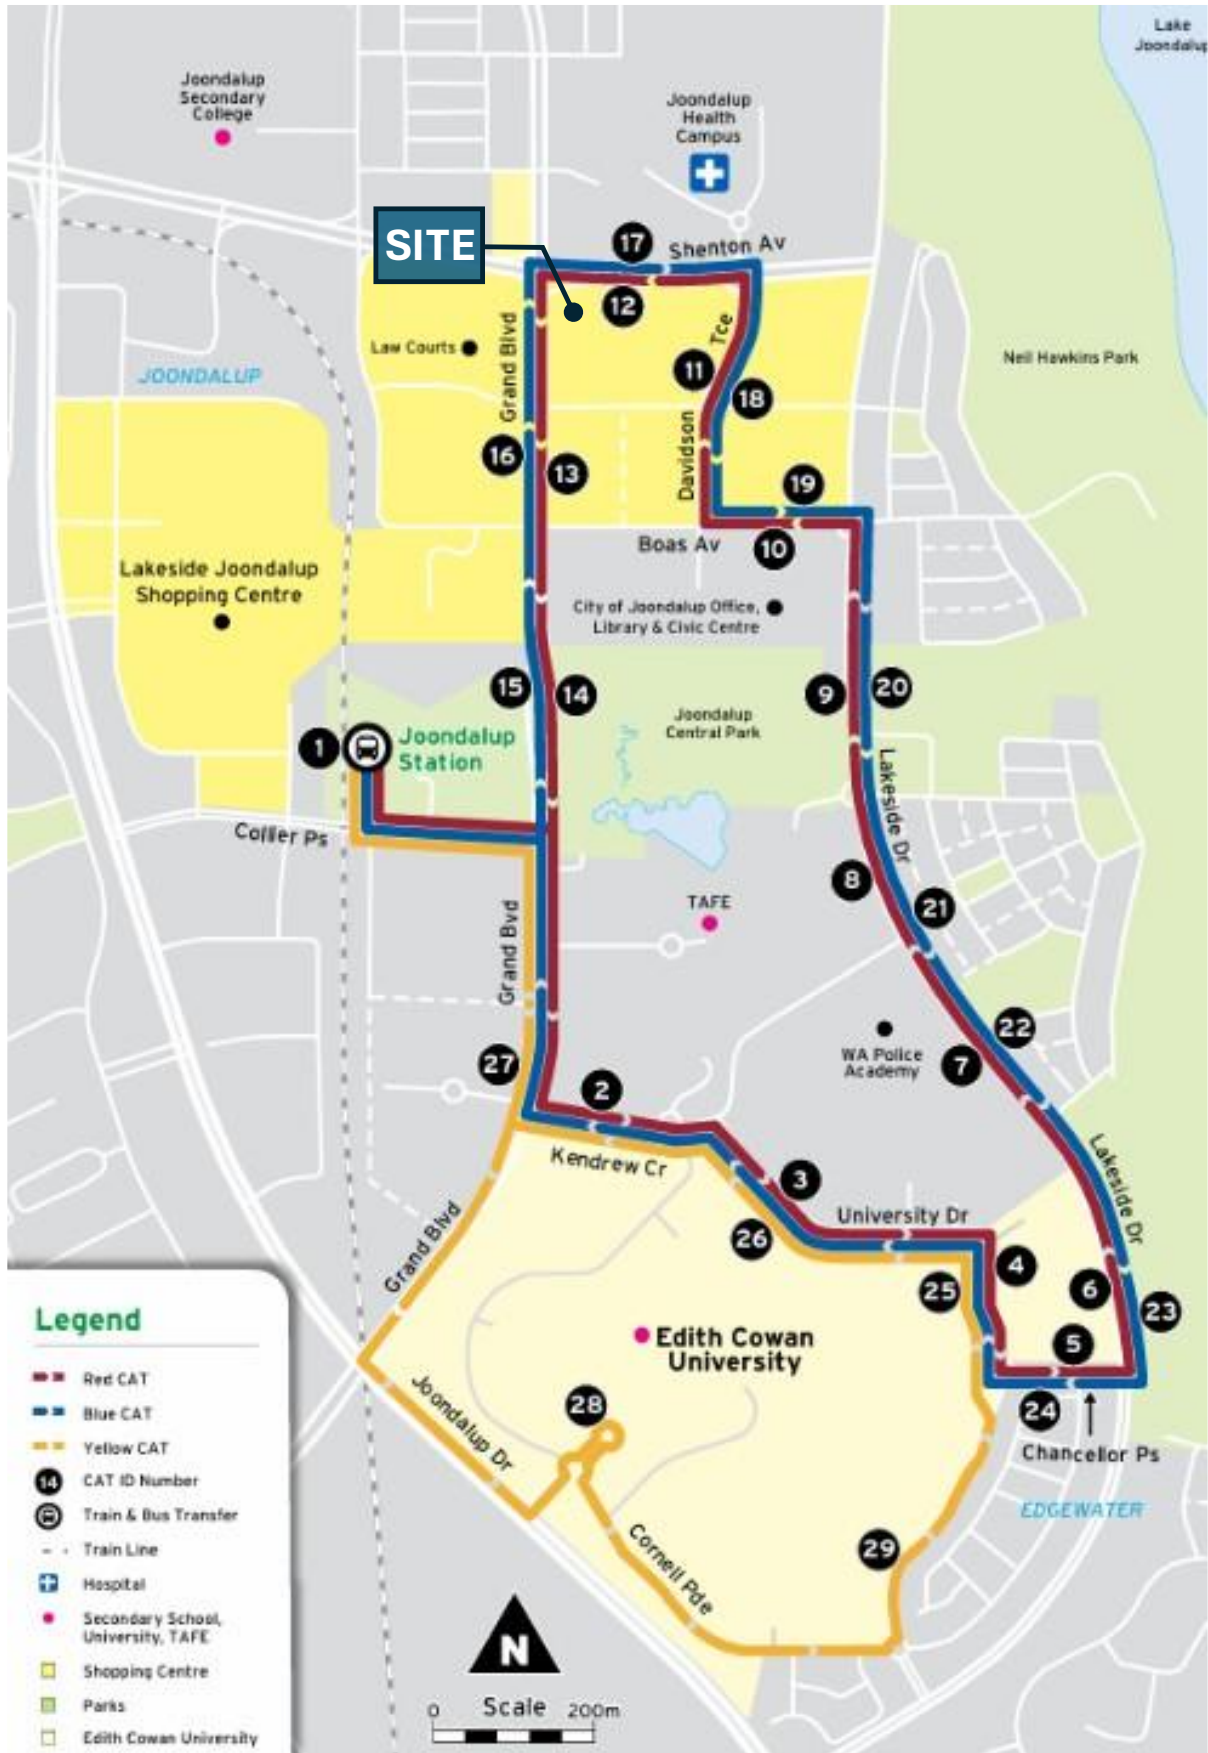 Lake
Joondalup
Joondalup
Secondary
College
Joondalup
Health
Campus
SITE
17
Shenton Av
12
Grand Blvd
Law Courts
Tce
11
18
Neil Hawkins Park
JOONDALUP
Davidson
16
13
19
Boas Av
10
Lakeside Joondalup
Shopping Centre
City of Joondalup Office,
Library & Civic Centre
15
14
9
20
Joondalup
Central Park
1
Joondalup
Station
Lakeside Dr
Collier Ps
8
21
TAFE
Grand Bvd
22
WA Police
Academy
7
27
2
Kendrew Cr
3
Lakeside Dr
University Dr
26
Grand Blvd
4
25
6
23
5
Edith Cowan
University
24
Chancellor Ps
28
Joondalup Dr
EDGEWATER
29
Cornell Pde
Legend
Red CAT
Blue CAT
Yellow CAT
14 CAT ID Number
Train & Bus Transfer
Train Line
Hospital
Secondary School,
University, TAFE
Shopping Centre
Parks
Edith Cowan University
N
0 Scale 200m